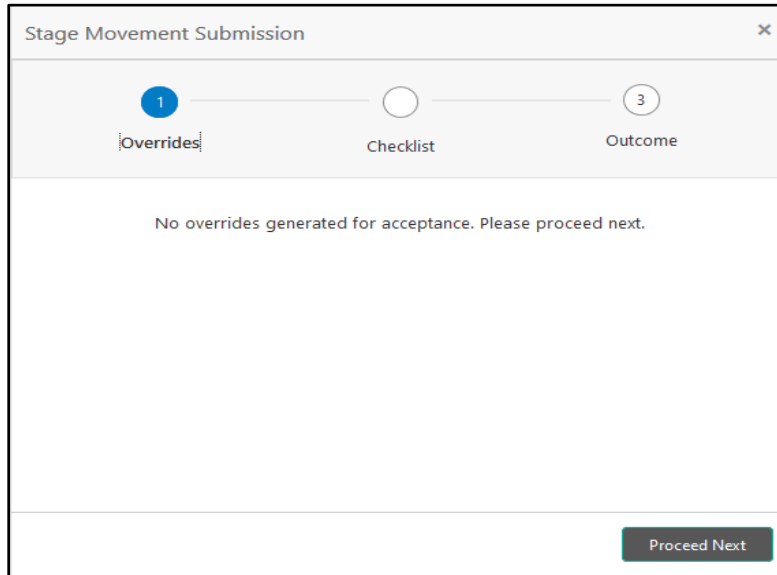 Stage Movement Submission
×
1
3
Overrides
Checklist
Outcome
No overrides generated for acceptance. Please proceed next.
Proceed Next